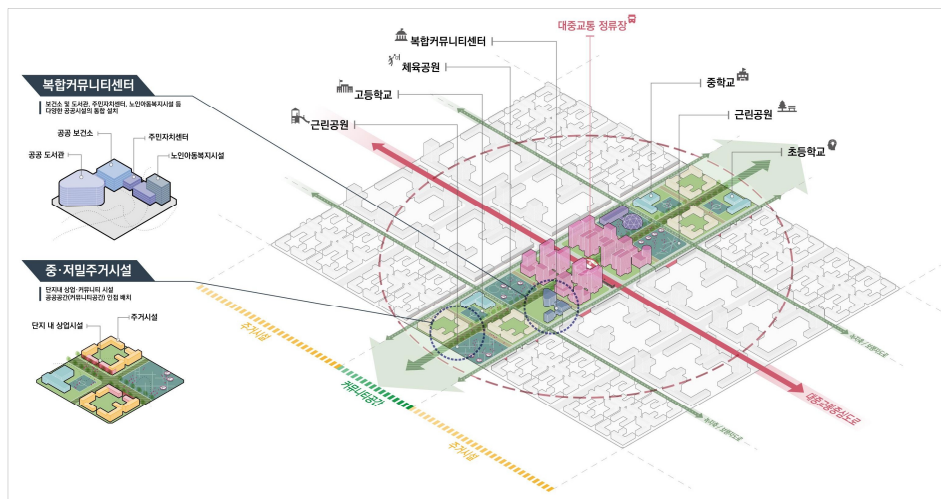 대중교통 정류장
복합커뮤니티센터
체육공원
고등학교
근린공원
중학교
근린공원
초등학교
복합커뮤니티센터
보건소 및 도서관, 주민자치센터, 노인아동복지시설 등
다양한 공공시설의 통합 설치
공공 보건소
주민자치센터
공공 도서관
노인아동복지시설
중·저밀주거시설
단지내 상업·커뮤니티 시설
공공공간(커뮤니티공간) 인접 배치
주거시설
단지 내 상업시설
주거시설
커뮤니티공간
주거시설
대중교통중심도로